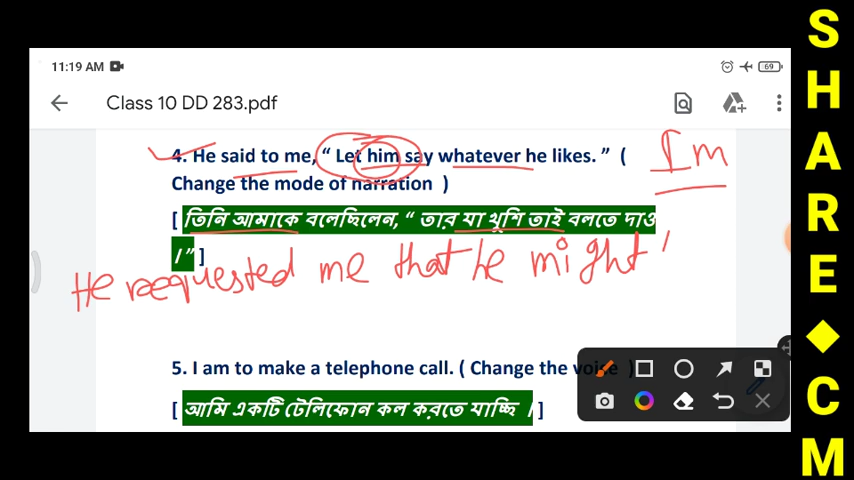 11:19 AM
69
Class 10 DD 283.pdf
4. He said to me, “ Let him say whatever he likes. ” (
Im
Change the mode of narration )
[ তিনি আমাকে বলেছিলেন, “ তার যা খুশি তাই বলতে দাও
। ” ]
He requested me that he might
5. I am to make a telephone call. ( Change the voice )
[ আমি একটি টেলিফোন কল করতে যাচ্ছি । ]
SHARE◆CM